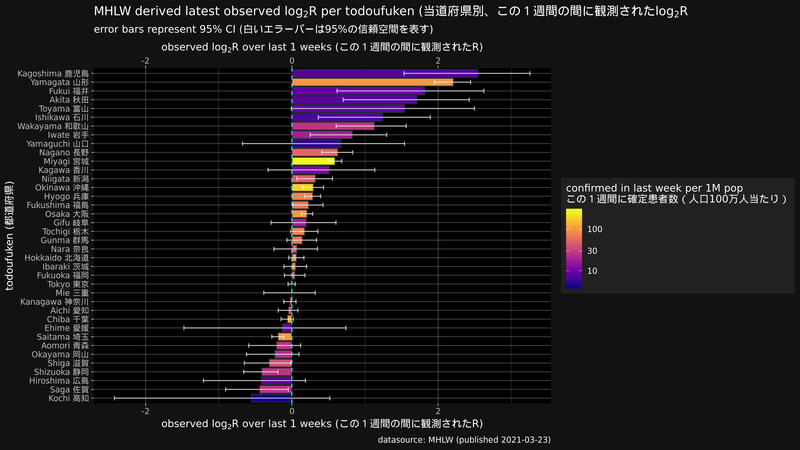 MHLW derived latest observed log₂R per todoufuken (当道府県別、この１週間の間に観測されたlog₂R
error bars represent 95% CI (白いエラーバーは95%の信頼空間を表す)
observed log₂R over last 1 weeks (この１週間の間に観測されたR)
-2 0 2
todoufuken (都道府県)
Kagoshima 鹿児島
Yamagata 山形
Fukui 福井
Akita 秋田
Toyama 富山
Ishikawa 石川
Wakayama 和歌山
Iwate 岩手
Yamaguchi 山口
Nagano 長野
Miyagi 宮城
Kagawa 香川
Niigata 新潟
Okinawa 沖縄
Hyogo 兵庫
Fukushima 福島
Osaka 大阪
Gifu 岐阜
Tochigi 栃木
Gunma 群馬
Nara 奈良
Hokkaido 北海道
Ibaraki 茨城
Fukuoka 福岡
Tokyo 東京
Mie 三重
Kanagawa 神奈川
Aichi 愛知
Chiba 千葉
Ehime 愛媛
Saitama 埼玉
Aomori 青森
Okayama 岡山
Shiga 滋賀
Shizuoka 静岡
Hiroshima 広島
Saga 佐賀
Kochi 高知
-2 0 2
observed log₂R over last 1 weeks (この１週間の間に観測されたR)
confirmed in last week per 1M pop
この１週間に確定患者数 ( 人口100万人当たり )
100
30
10
datasource: MHLW (published 2021-03-23)